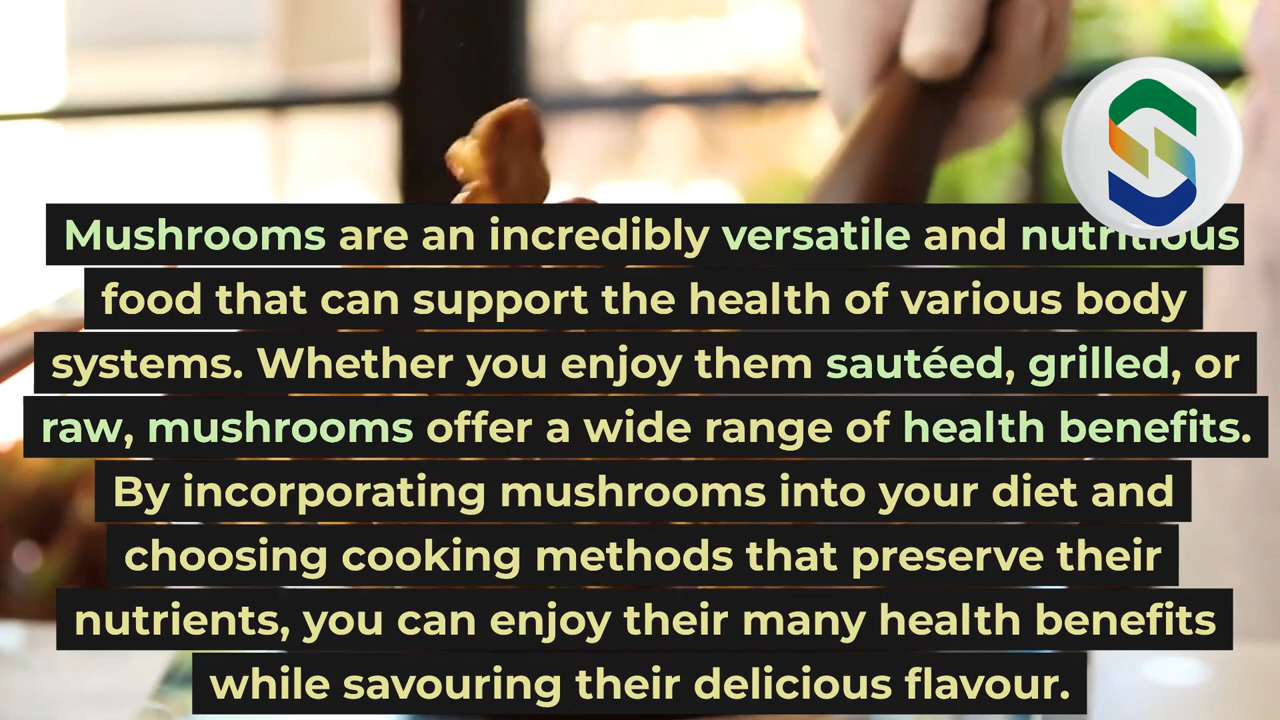 Mushrooms are an incredibly versatile and nutritious
food that can support the health of various body
systems. Whether you enjoy them sautéed, grilled, or
raw, mushrooms offer a wide range of health benefits.
By incorporating mushrooms into your diet and
choosing cooking methods that preserve their
nutrients, you can enjoy their many health benefits
while savouring their delicious flavour.